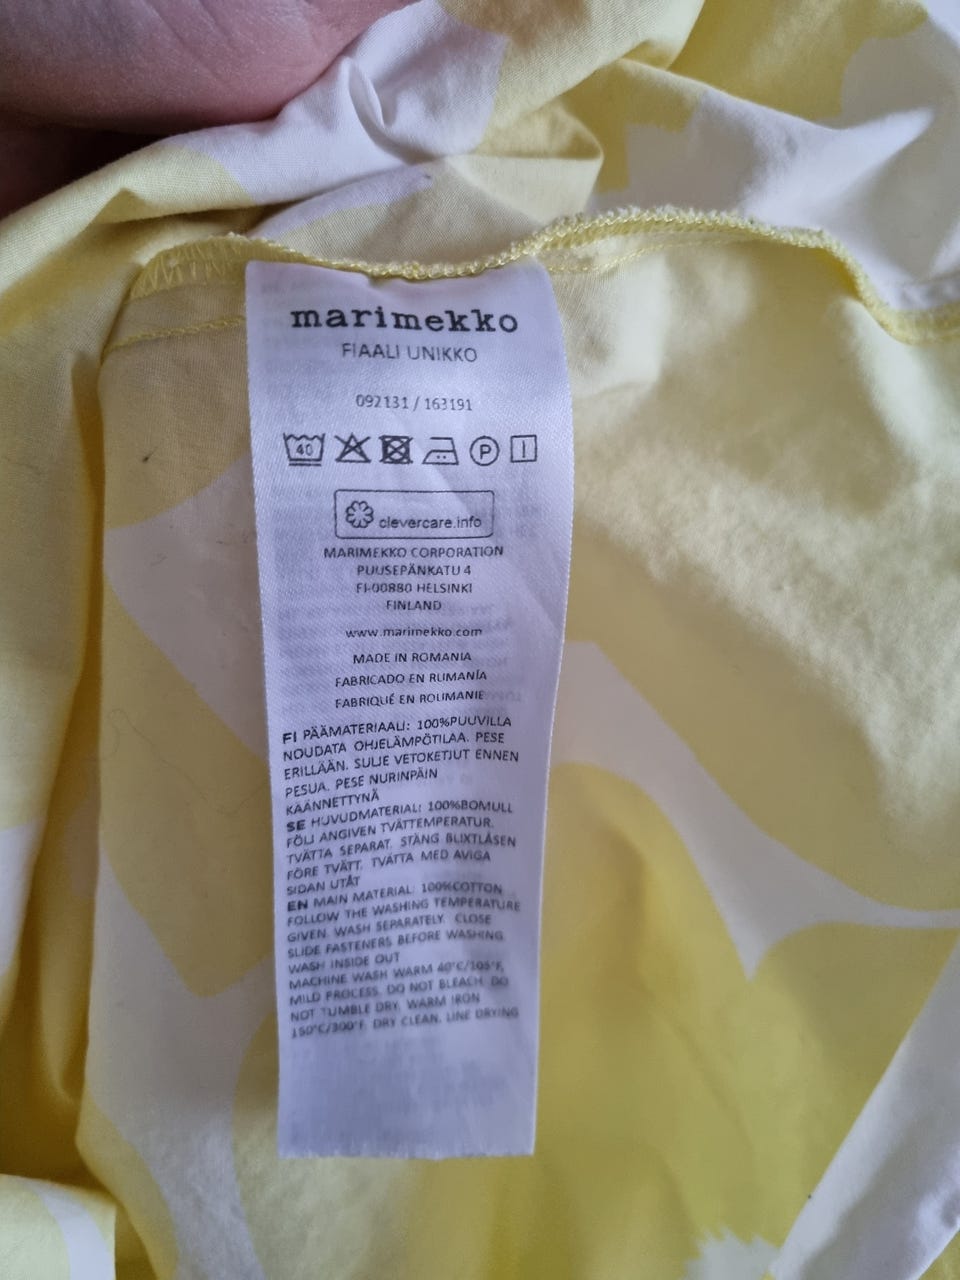 marimekko
FIAALI UNIKKO
092131 / 163191
40 P
clevercare.info
MARIMEKKO CORPORATION
PUUSEPÄNKATU 4
FI-00880 HELSINKI
FINLAND
www.marimekko.com
MADE IN ROMANIA
FABRICADO EN RUMANÍA
FABRIQUÉ EN ROUMANIE
FI PÄÄMATERIAALI: 100%PUUVILLA
NOUDATA OHJELÄMPÖTILAA. PESE
ERILLÄÄN. SULJE VETOKETJUT ENNEN
PESUA. PESE NURINPÄIN
KÄÄNNETTYNÄ
SE HUVUDMATERIAL: 100%BOMULL
FÖLJ ANGIVEN TVÄTTEMPERATUR.
TVÄTTA SEPARAT. STÄNG BLIXTLÅSEN
FÖRE TVÄTT. TVÄTTA MED AVIGA
SIDAN UTÅT
EN MAIN MATERIAL: 100%COTTON
FOLLOW THE WASHING TEMPERATURE
GIVEN. WASH SEPARATELY. CLOSE
SLIDE FASTENERS BEFORE WASHING.
WASH INSIDE OUT
MACHINE WASH WARM 40°C/105°F,
MILD PROCESS. DO NOT BLEACH. DO
NOT TUMBLE DRY. WARM IRON
150°C/300°F. DRY CLEAN. LINE DRYING